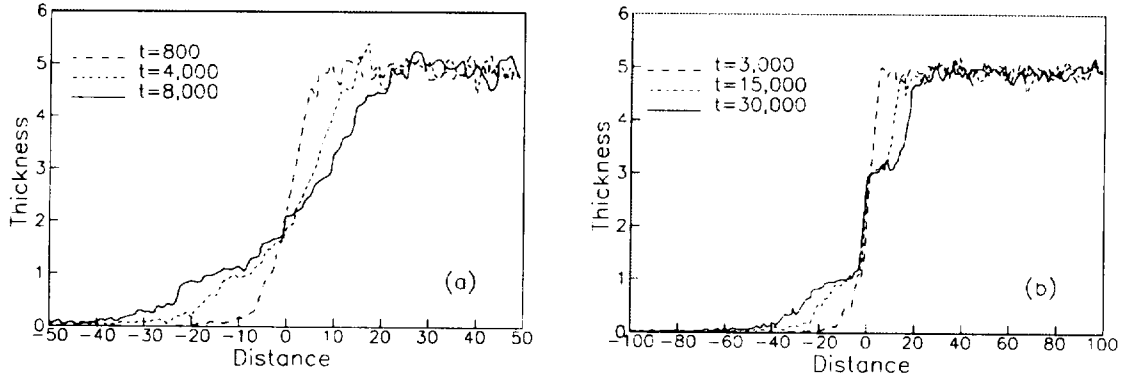 6
5
4
3
2
1
0
Thickness
t=800
t=4,000
t=8,000
(a)
-50 -40 -30 -20 -10 0 10 20 30 40 50
Distance
6
5
4
3
2
1
0
Thickness
t=3,000
t=15,000
t=30,000
(b)
-100 -80 -60 -40 -20 0 20 40 60 80 100
Distance